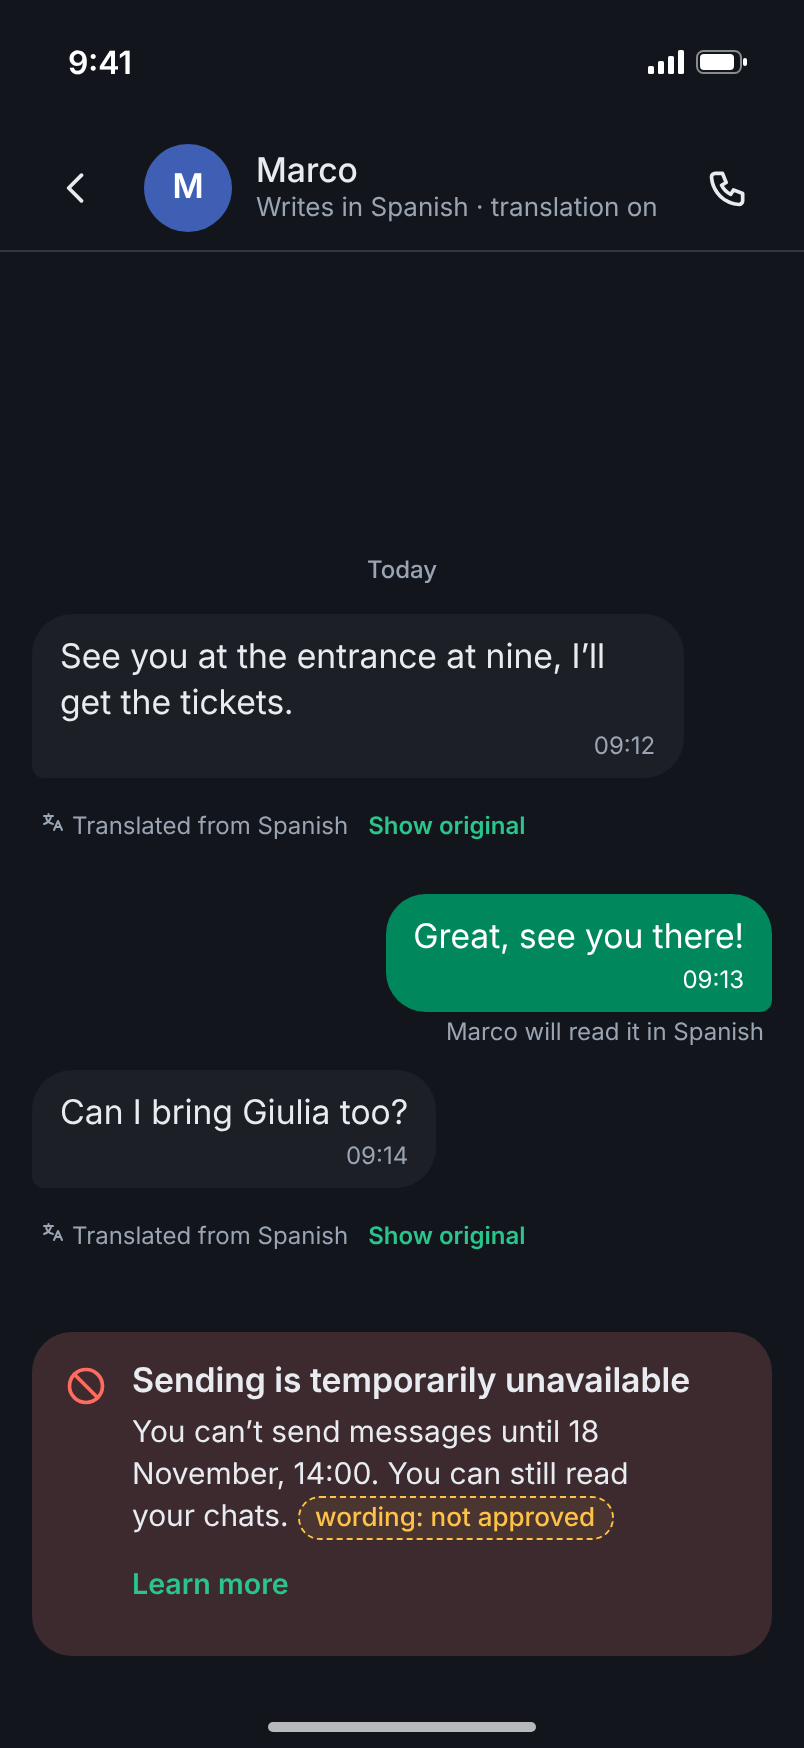 9:41
M
Marco
Writes in Spanish · translation on
Today
See you at the entrance at nine, I’ll
get the tickets.
09:12
Translated from Spanish Show original
Great, see you there!
09:13
Marco will read it in Spanish
Can I bring Giulia too?
09:14
Translated from Spanish Show original
Sending is temporarily unavailable
You can’t send messages until 18
November, 14:00. You can still read
your chats. wording: not approved
Learn more